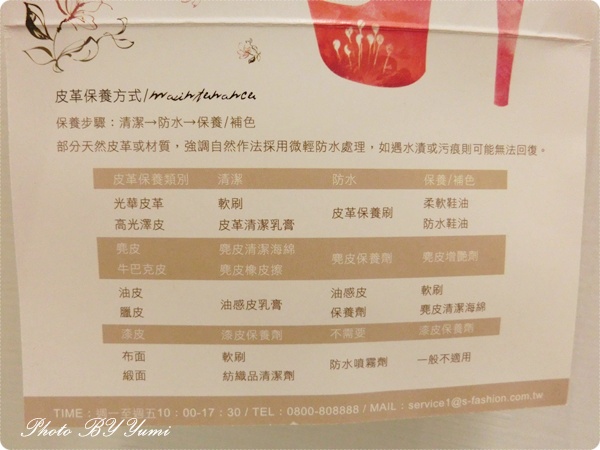 皮革保養方式/maintenance
保養步驟：清潔→防水→保養/補色
部分天然皮革或材質，強調自然作法採用微輕防水處理，如遇水漬或污痕則可能無法回復。
皮革保養類別 清潔 防水 保養/補色
光華皮革 軟刷 皮革保養刷 柔軟鞋油
高光澤皮 皮革清潔乳膏 防水鞋油
麂皮 麂皮清潔海綿 麂皮保養劑 麂皮增艷劑
牛巴克皮 麂皮橡皮擦
油皮 油感皮乳膏 油感皮 軟刷
臘皮 保養劑 麂皮清潔海綿
漆皮 漆皮保養劑 不需要 漆皮保養劑
布面 軟刷 防水噴霧劑 一般不適用
緞面 紡織品清潔劑
TIME：週一至週五10：00-17：30 / TEL：0800-808888 / MAIL：service1@s-fashion.com.tw
Photo BY Yumi